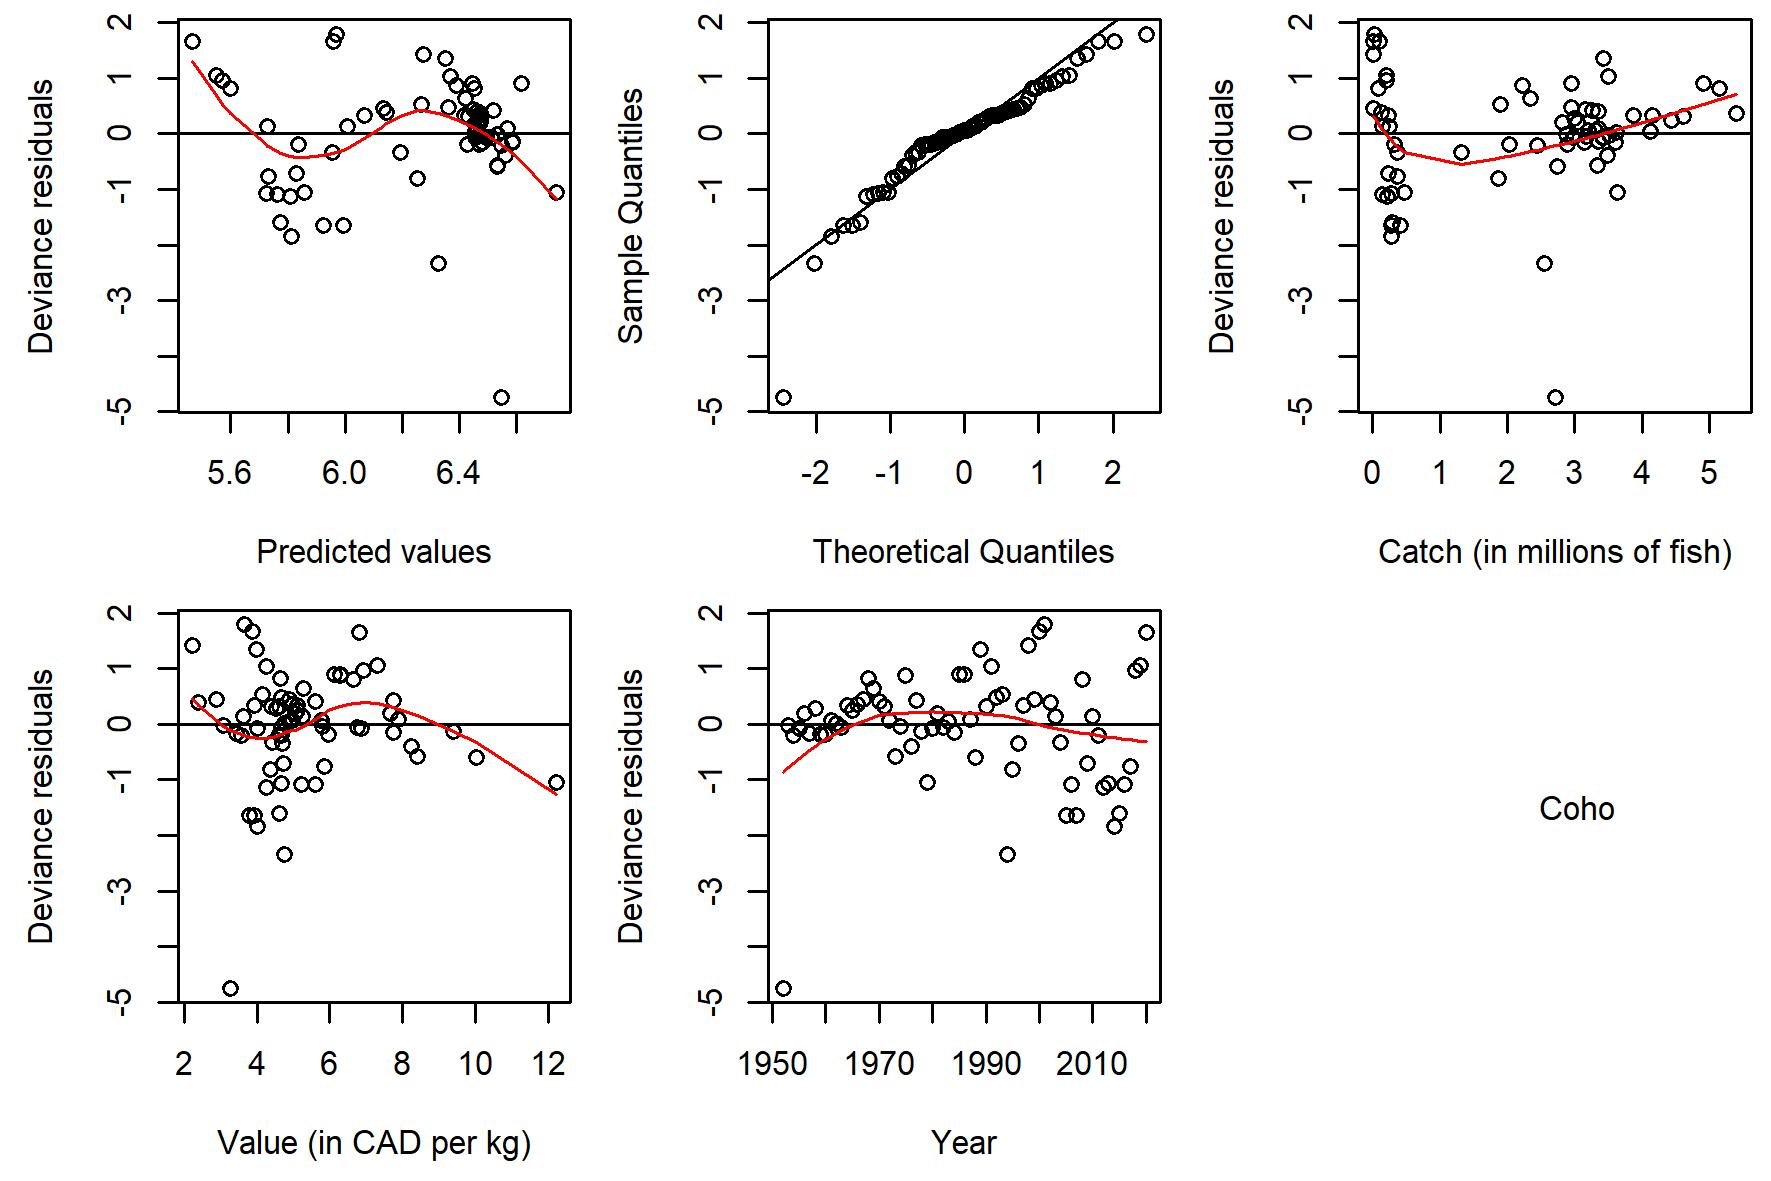 Deviance residuals
2
1
0
-1
-3
-5
5.6 6.0 6.4
Predicted values
Sample Quantiles
2
1
0
-1
-3
-5
-2 -1 0 1 2
Theoretical Quantiles
Deviance residuals
2
1
0
-1
-3
-5
0 1 2 3 4 5
Catch (in millions of fish)
Deviance residuals
2
1
0
-1
-3
-5
2 4 6 8 10 12
Value (in CAD per kg)
Deviance residuals
2
1
0
-1
-3
-5
1950 1970 1990 2010
Year
Coho